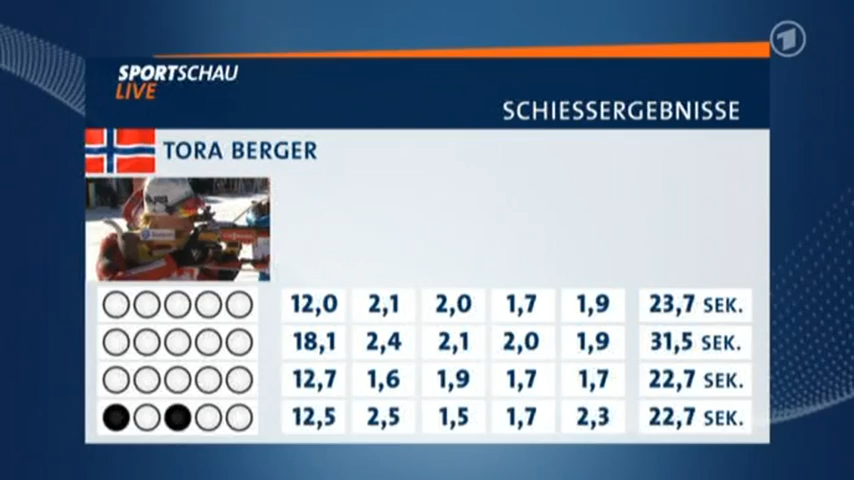 1
SPORTSCHAU
LIVE
SCHIESSERGEBNISSE
TORA BERGER
12,0 2,1 2,0 1,7 1,9 23,7 SEK.
18,1 2,4 2,1 2,0 1,9 31,5 SEK.
12,7 1,6 1,9 1,7 1,7 22,7 SEK.
12,5 2,5 1,5 1,7 2,3 22,7 SEK.